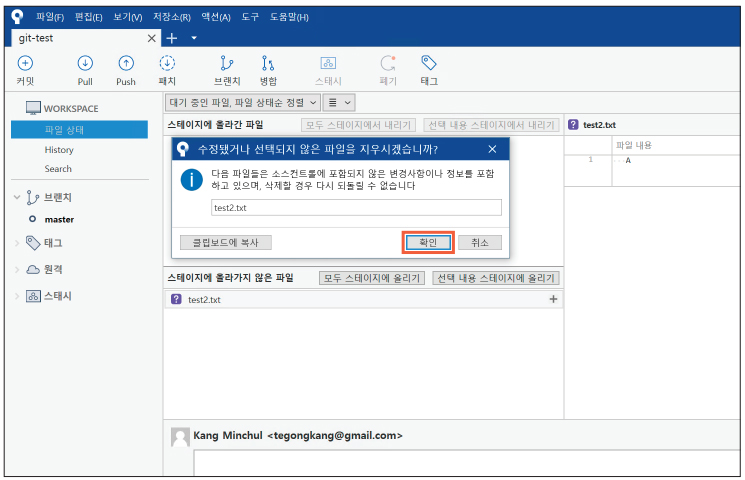 파일(F) 편집(E) 보기(V) 저장소(R) 액션(A) 도구 도움말(H)
git-test
커밋 Pull Push 패치 브랜치 병합 스태시 폐기 태그
WORKSPACE
파일 상태
History
Search
브랜치
master
태그
원격
스태시
대기 중인 파일, 파일 상태순 정렬
스테이지에 올라간 파일 모두 스테이지에서 내리기 선택 내용 스테이지에서 내리기
수정됐거나 선택되지 않은 파일을 지우시겠습니까?
다음 파일들은 소스컨트롤에 포함되지 않은 변경사항이나 정보를 포함
하고 있으며, 삭제할 경우 다시 되돌릴 수 없습니다
test2.txt
클립보드에 복사 확인 취소
스테이지에 올라가지 않은 파일 모두 스테이지에 올리기 선택 내용 스테이지에 올리기
test2.txt
test2.txt
파일 내용
1 A
Kang Minchul <tegongkang@gmail.com>